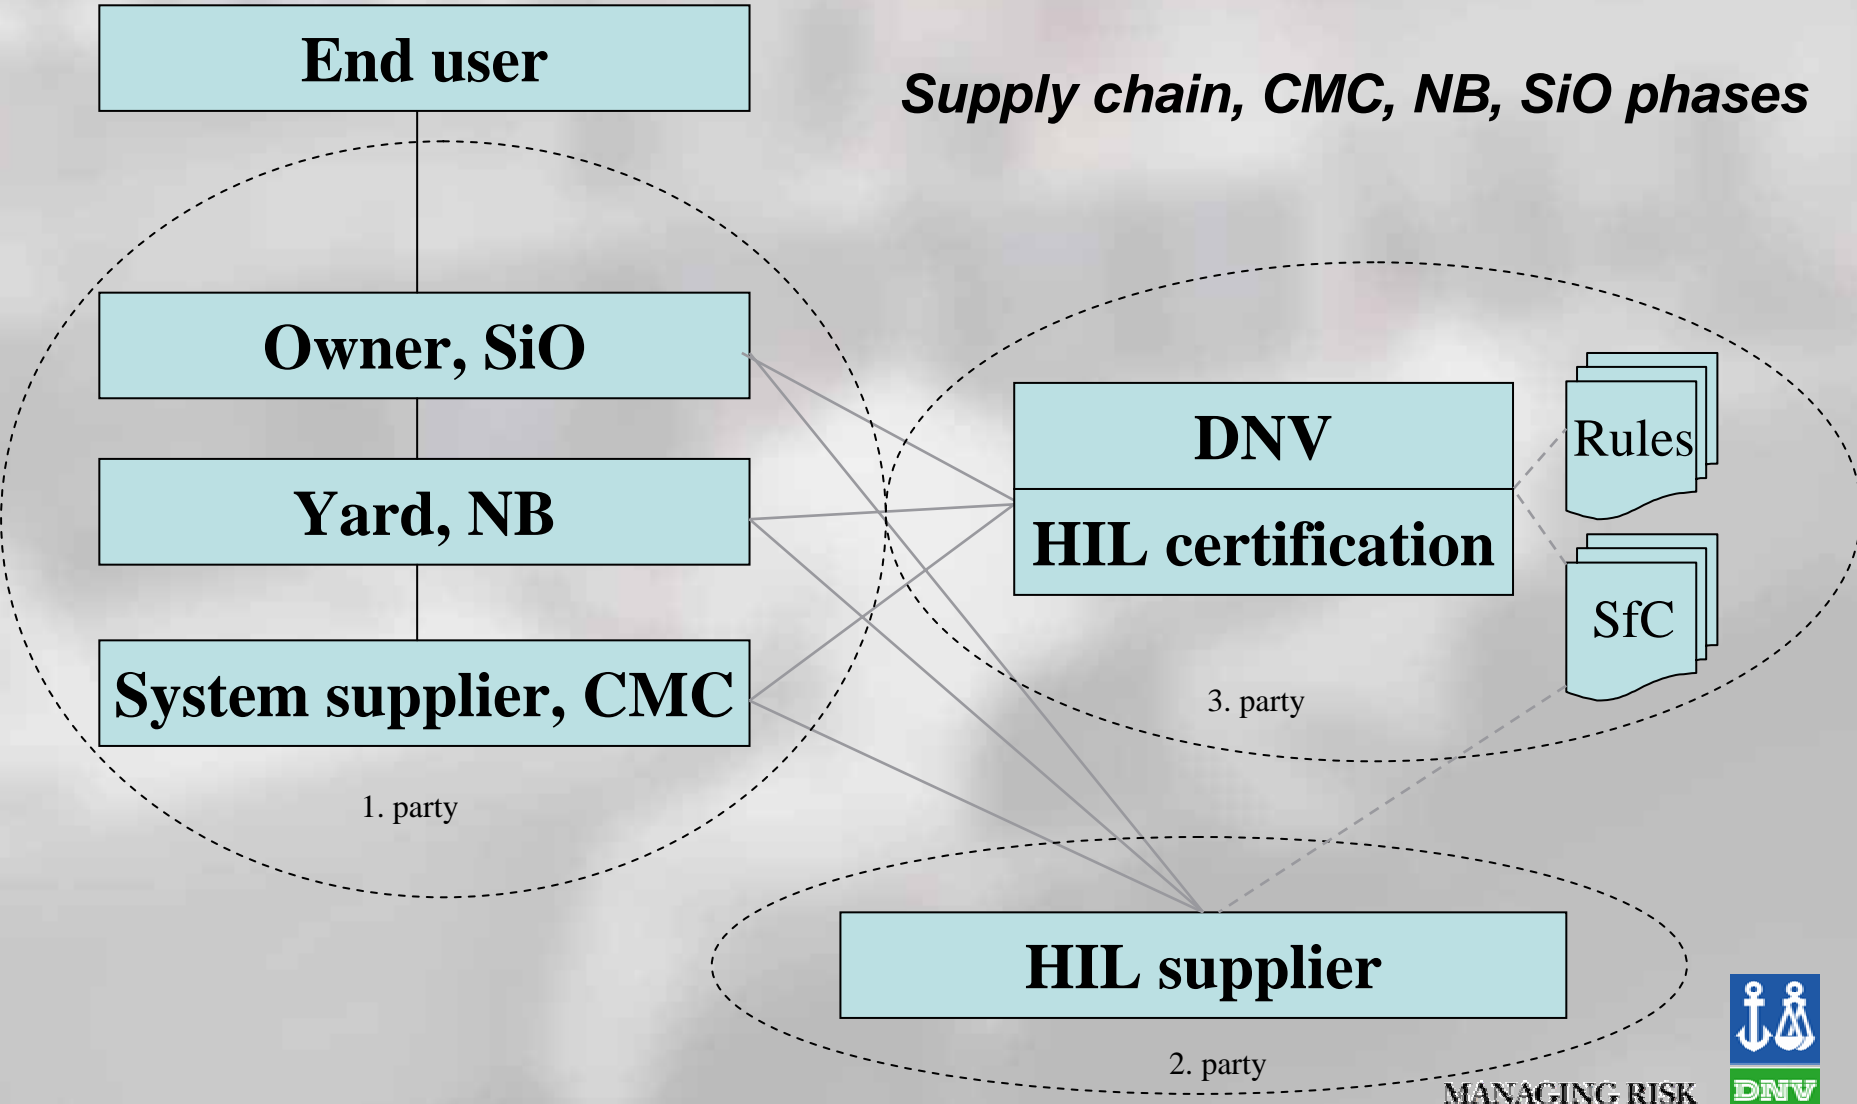 End user
Supply chain, CMC, NB, SiO phases
Owner, SiO
Yard, NB
System supplier, CMC
1. party
DNV
HIL certification
Rules
SfC
3. party
HIL supplier
2. party
MANAGING RISK
DNV